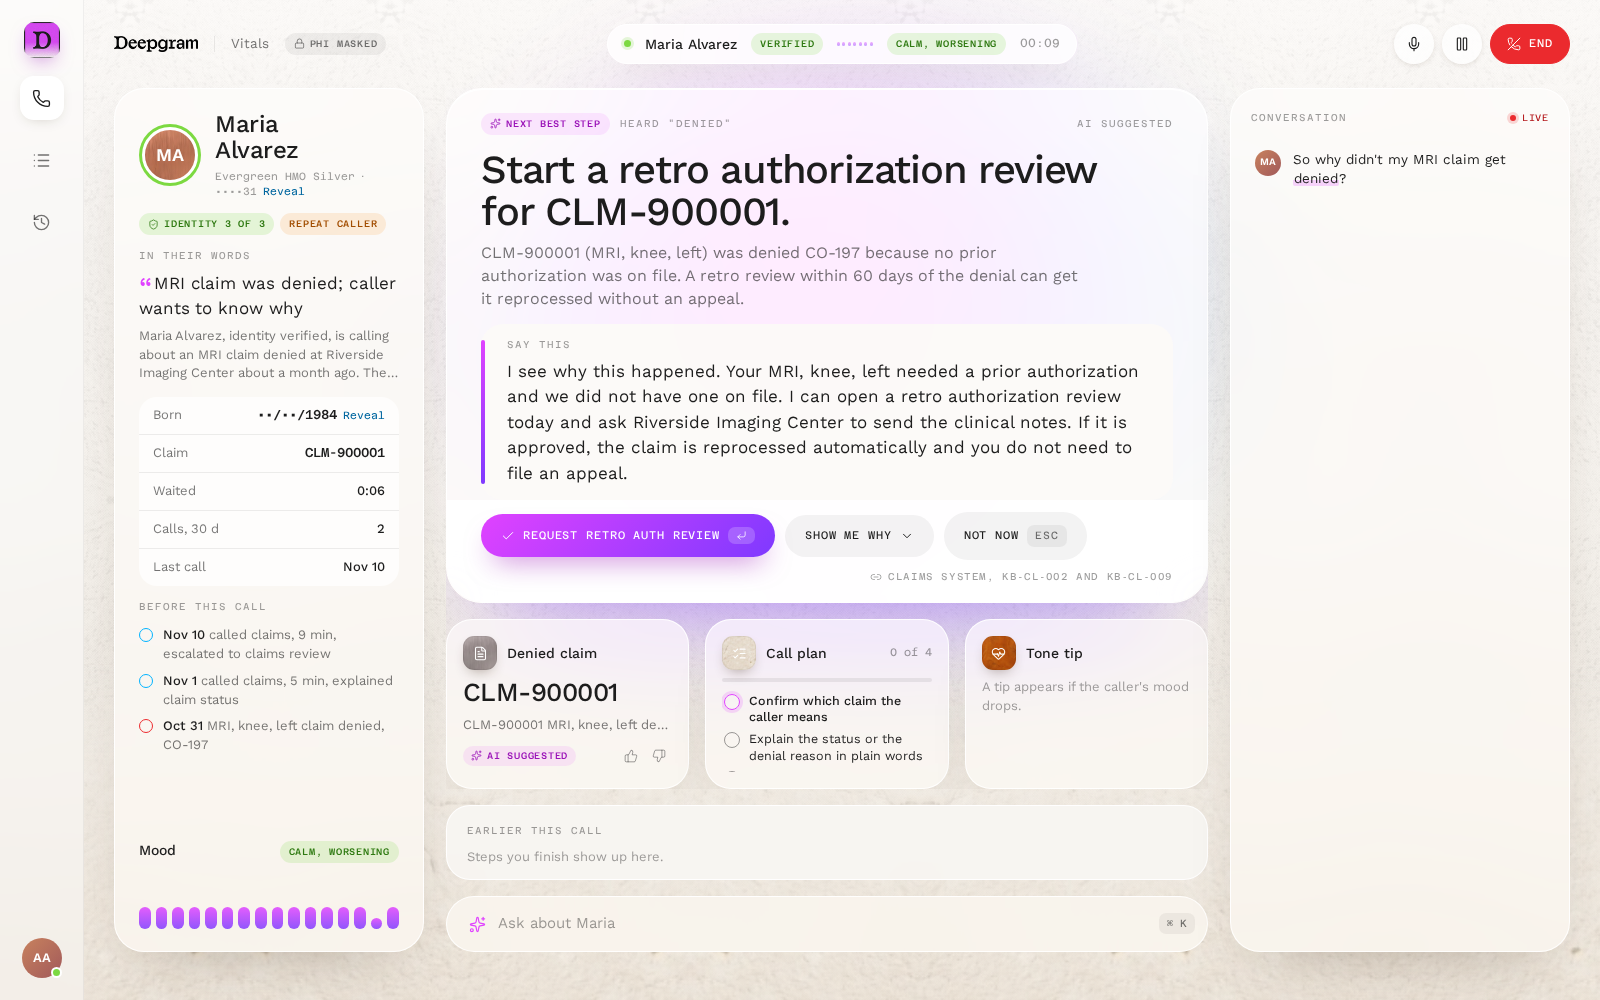 D
Deepgram
Vitals
PHI MASKED
Maria Alvarez
VERIFIED
CALM, WORSENING
00:09
END
MA
Maria
Alvarez
Evergreen HMO Silver ·
••••31 Reveal
IDENTITY 3 OF 3
REPEAT CALLER
IN THEIR WORDS
“MRI claim was denied; caller
wants to know why
Maria Alvarez, identity verified, is calling
about an MRI claim denied at Riverside
Imaging Center about a month ago. The...
Born ••/••/1984 Reveal
Claim CLM-900001
Waited 0:06
Calls, 30 d 2
Last call Nov 10
BEFORE THIS CALL
Nov 10 called claims, 9 min,
escalated to claims review
Nov 1 called claims, 5 min, explained
claim status
Oct 31 MRI, knee, left claim denied,
CO-197
Mood
CALM, WORSENING
AA
NEXT BEST STEP
HEARD "DENIED"
AI SUGGESTED
Start a retro authorization review
for CLM-900001.
CLM-900001 (MRI, knee, left) was denied CO-197 because no prior
authorization was on file. A retro review within 60 days of the denial can get
it reprocessed without an appeal.
SAY THIS
I see why this happened. Your MRI, knee, left needed a prior authorization
and we did not have one on file. I can open a retro authorization review
today and ask Riverside Imaging Center to send the clinical notes. If it is
approved, the claim is reprocessed automatically and you do not need to
file an appeal.
REQUEST RETRO AUTH REVIEW
SHOW ME WHY
NOT NOW ESC
CLAIMS SYSTEM, KB-CL-002 AND KB-CL-009
Denied claim
CLM-900001
CLM-900001 MRI, knee, left de...
AI SUGGESTED
Call plan
0 of 4
Confirm which claim the
caller means
Explain the status or the
denial reason in plain words
Tone tip
A tip appears if the caller's mood
drops.
EARLIER THIS CALL
Steps you finish show up here.
Ask about Maria
⌘ K
CONVERSATION
LIVE
MA
So why didn't my MRI claim get
denied?